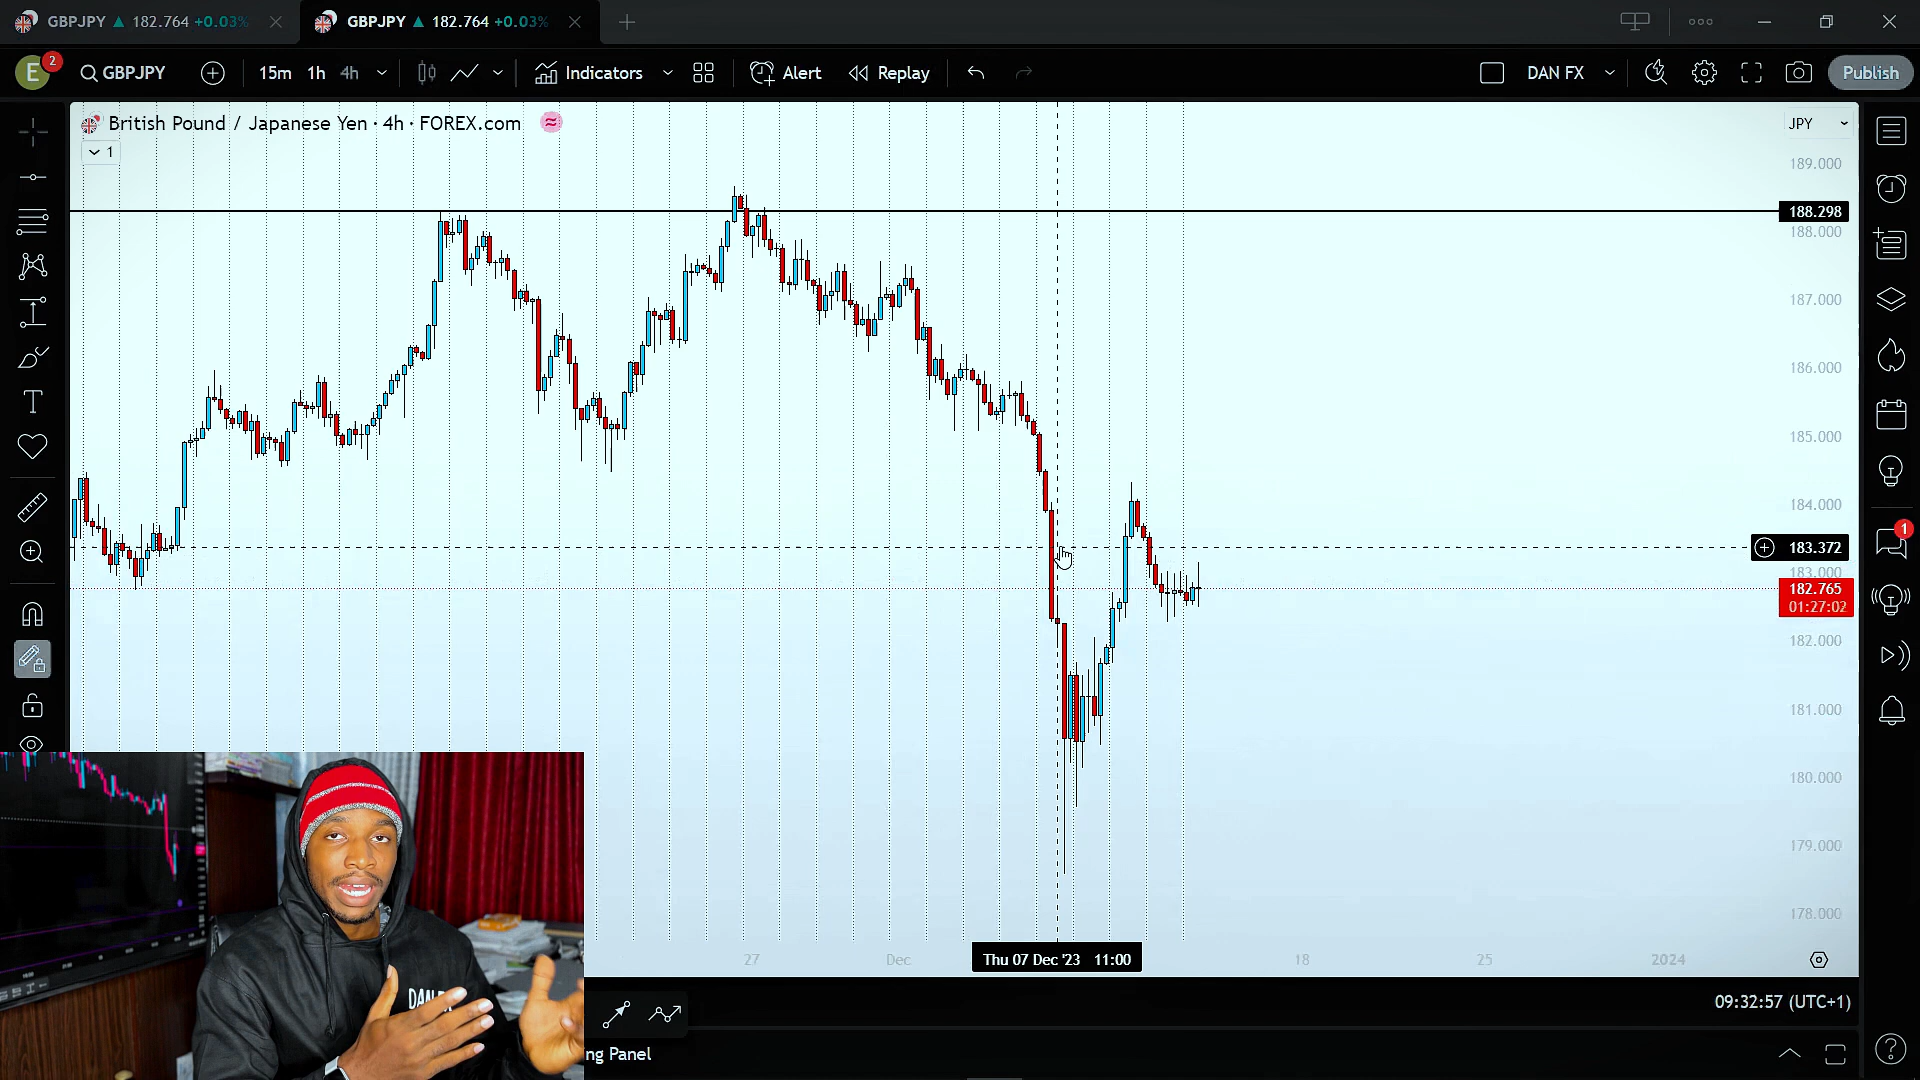 GBPJPY ▲ 182.764 +0.03%
GBPJPY ▲ 182.764 +0.03%
E 2 GBPJPY 15m 1h 4h Indicators Alert Replay DAN FX Publish
British Pound / Japanese Yen · 4h · FOREX.com
JPY
1
189.000
188.298
188.000
187.000
186.000
185.000
184.000
183.372
183.000
182.765
01:27:02
182.000
181.000
180.000
179.000
178.000
27 Dec Thu 07 Dec '23 11:00 18 25 2024
09:32:57 (UTC+1)
ng Panel
1